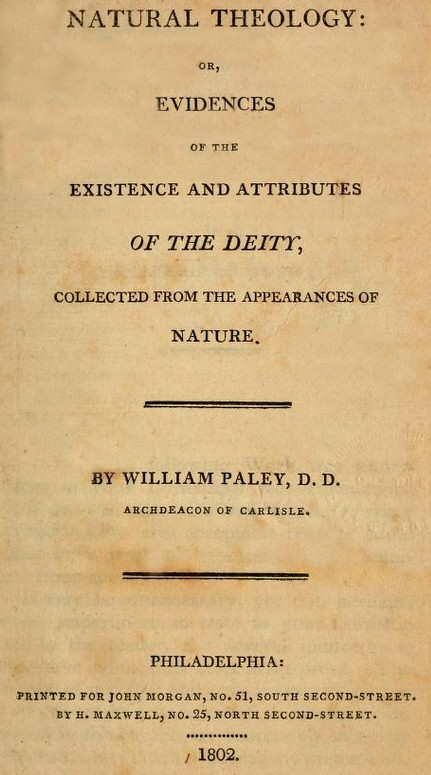 NATURAL THEOLOGY:
OR,
EVIDENCES
OF THE
EXISTENCE AND ATTRIBUTES
OF THE DEITY,
COLLECTED FROM THE APPEARANCES OF
NATURE.
BY WILLIAM PALEY, D. D.
ARCHDEACON OF CARLISLE.
PHILADELPHIA:
PRINTED FOR JOHN MORGAN, NO. 51, SOUTH SECOND-STREET.
BY H. MAXWELL, NO. 25, NORTH SECOND-STREET.
1802.